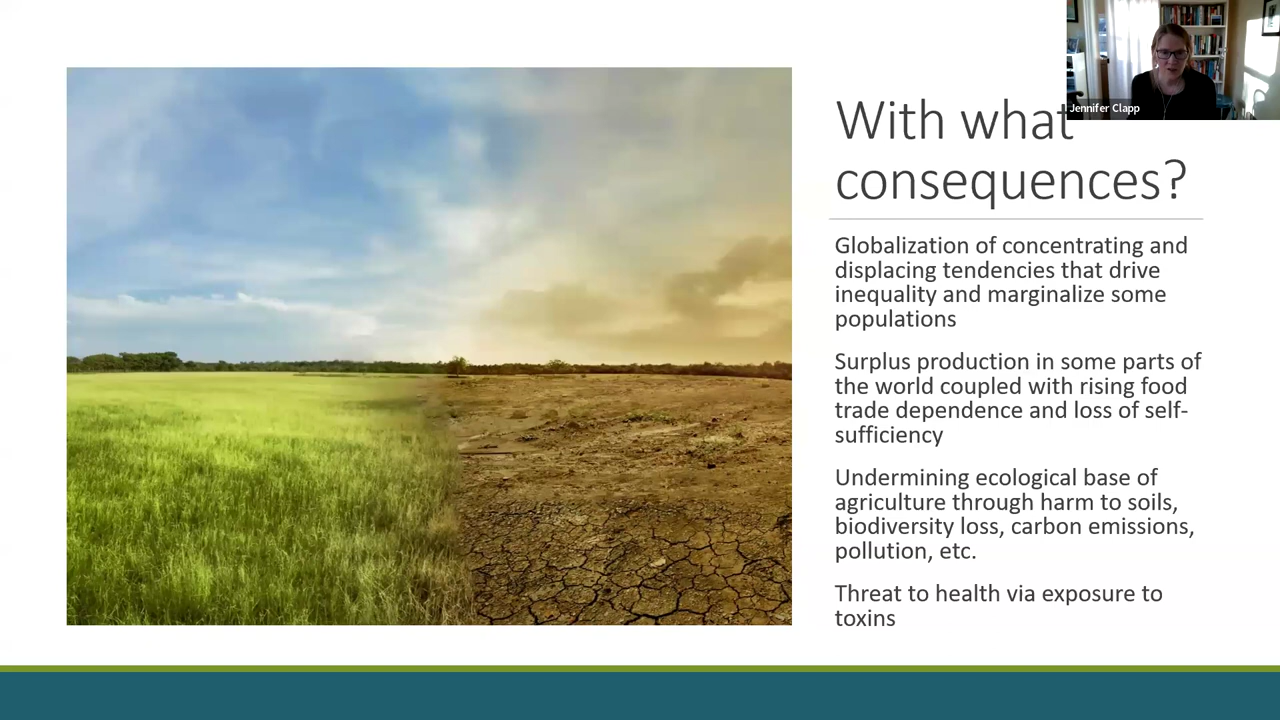 Jennifer Clapp
With what
consequences?
Globalization of concentrating and
displacing tendencies that drive
inequality and marginalize some
populations
Surplus production in some parts of
the world coupled with rising food
trade dependence and loss of self-
sufficiency
Undermining ecological base of
agriculture through harm to soils,
biodiversity loss, carbon emissions,
pollution, etc.
Threat to health via exposure to
toxins